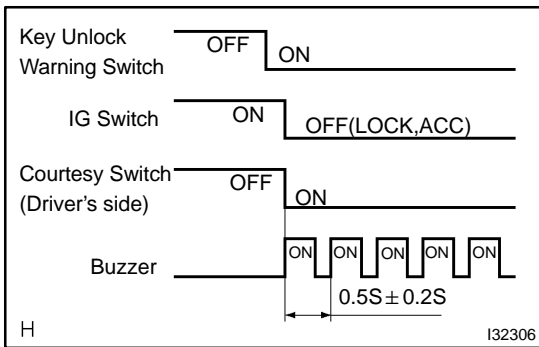 Key Unlock
Warning Switch
OFF
ON
IG Switch
ON
OFF(LOCK,ACC)
Courtesy Switch
(Driver's side)
OFF
ON
Buzzer
ON ON ON ON ON
0.5S±0.2S
H
I32306